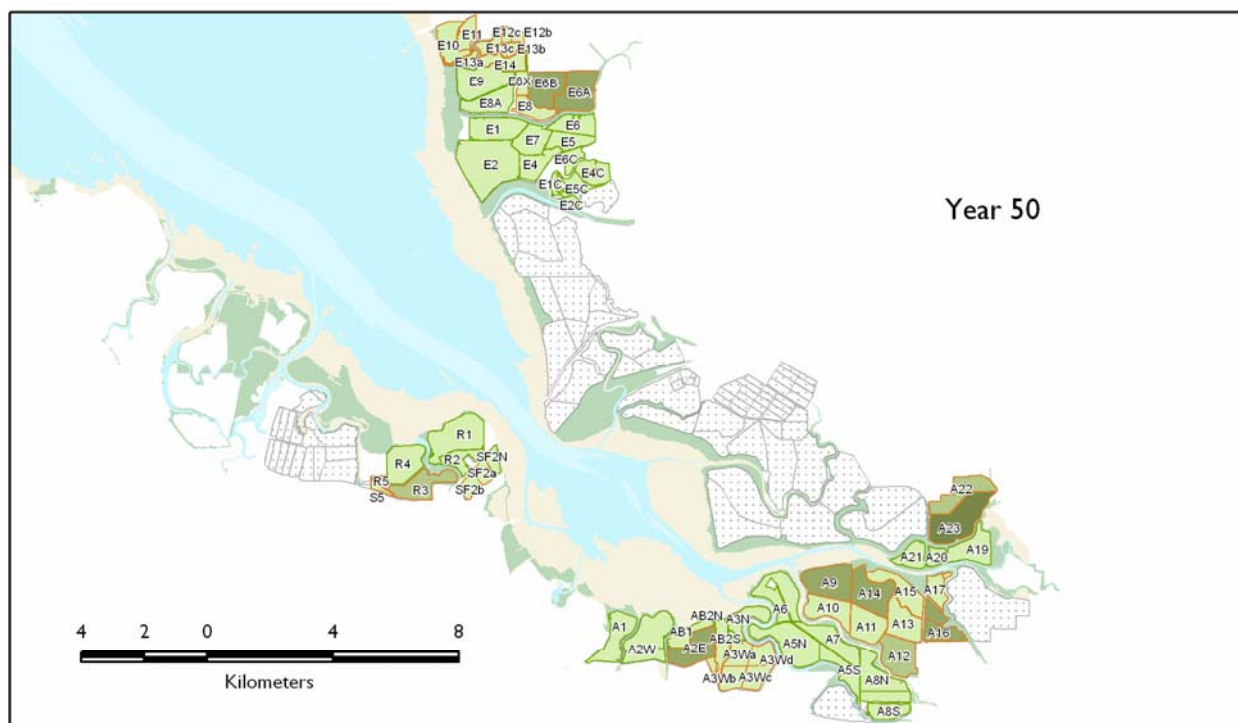 E11 E12c E12b
E10 E13c E13b
E13a E14
E9 E6X E6B
E6A
E8A E8
E1 E6
E7 E5
E2 E4 E6C
E4C
E1C E5C
E2C
Year 50
R1
R4 R2 SF2N
SF2a
R5 R3 SF2b
S5
A22
A23
A21 A20 A19
A9 A14 A15 A17
A6 A10
A11 A13 A16
A1 AB1 AB2N A3N
A2W A2E AB2S A5N A7
A3Wa A3Wd A12
A3Wb A3Wc A5S A8N
A8S
4 2 0 4 8
Kilometers